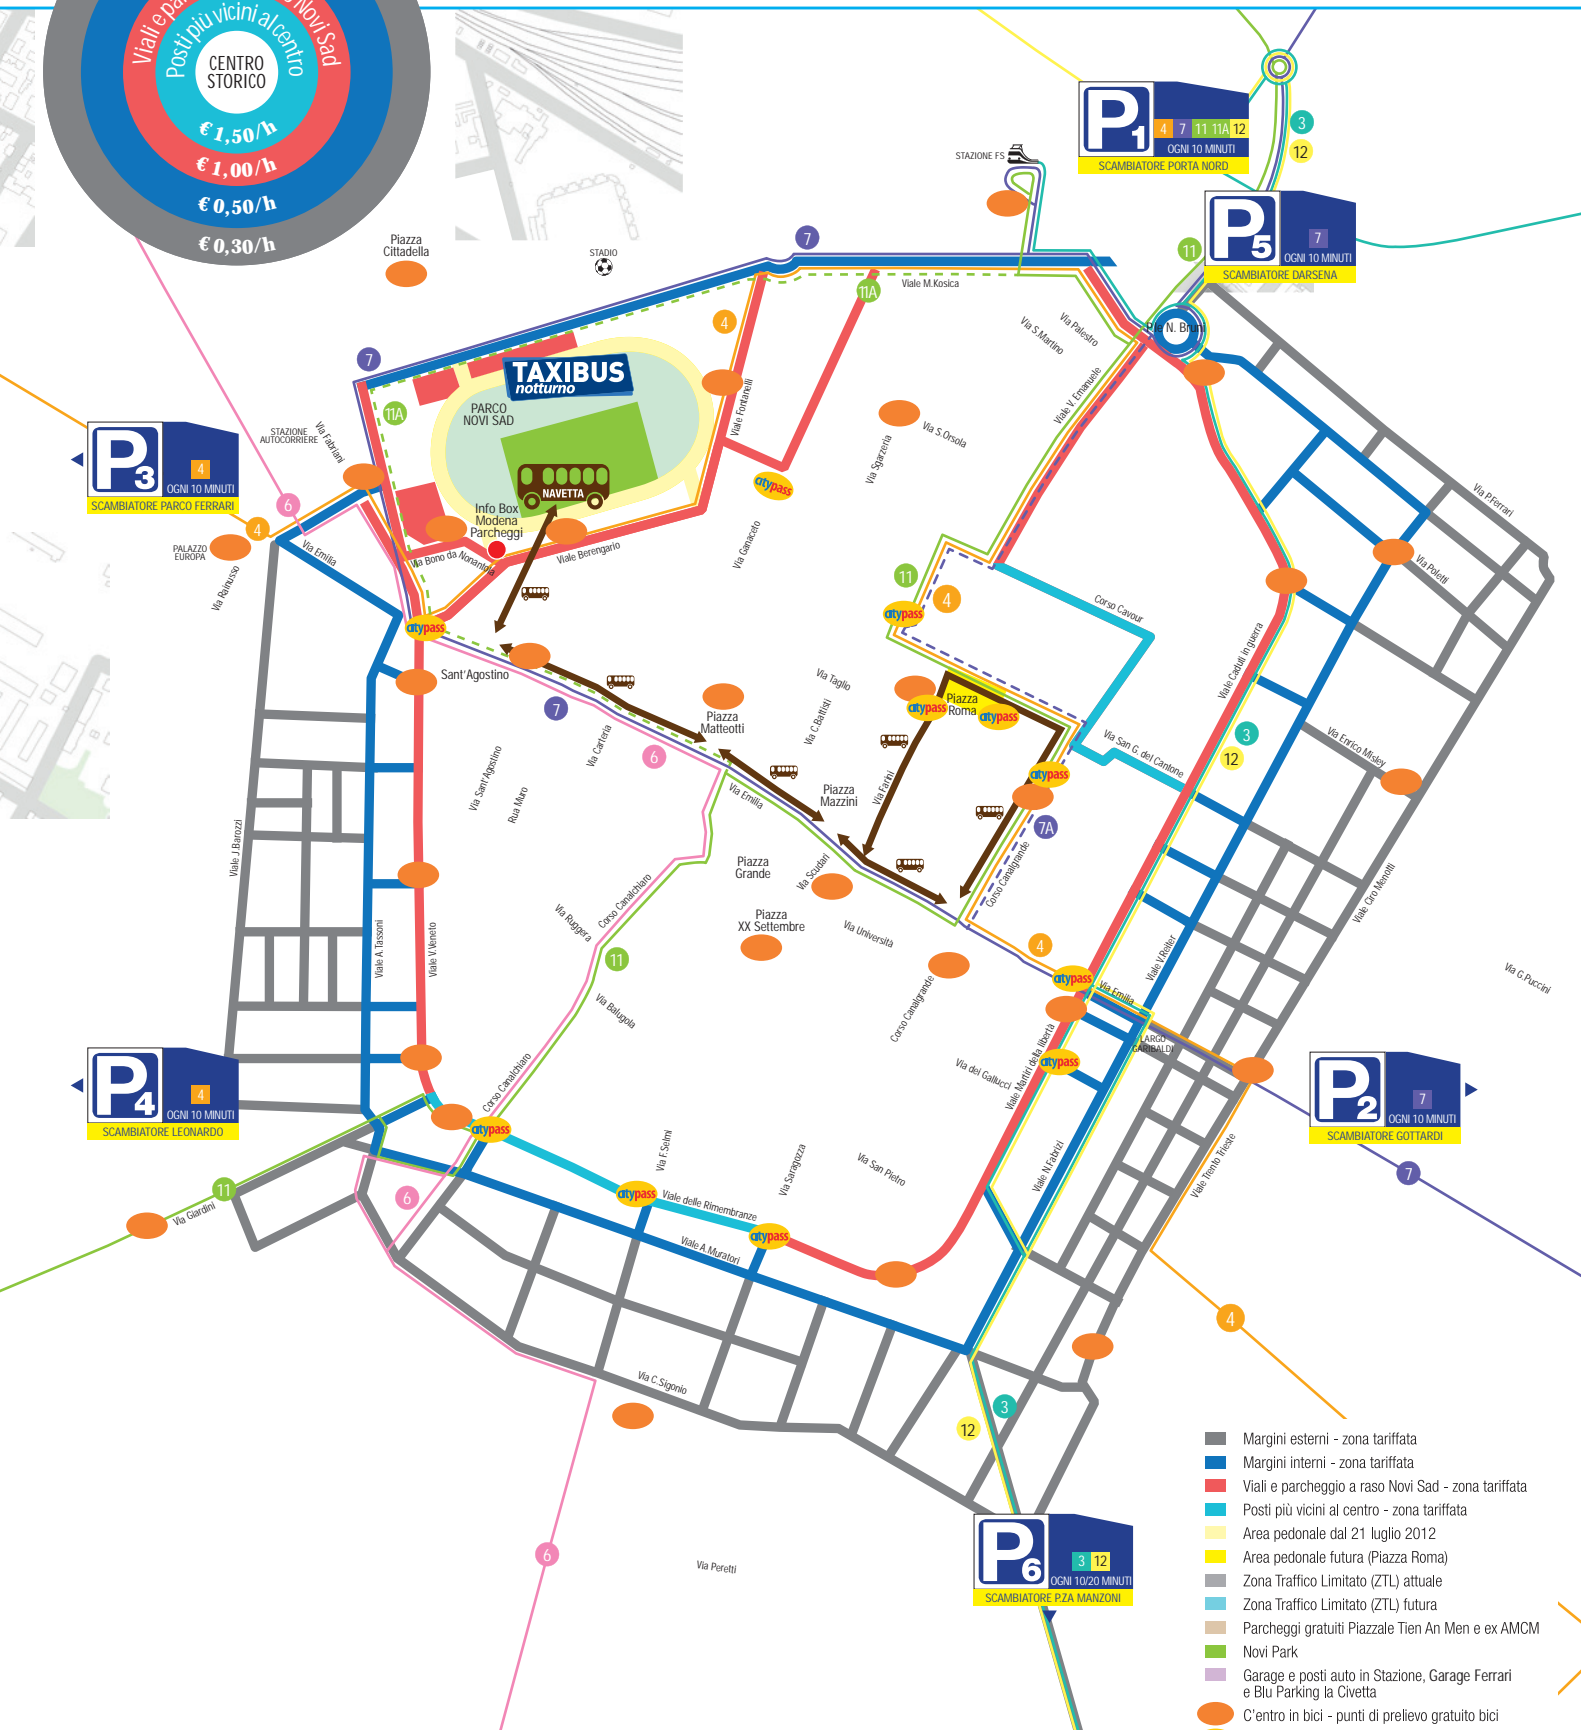 Viali e par
Novi Sad
Posti più vicini al centro
CENTRO
STORICO
€ 1,50/h
€ 1,00/h
€ 0,50/h
€ 0,30/h
P1
4 7 11 11A 12
OGNI 10 MINUTI
SCAMBIATORE PORTA NORD
3
12
STAZIONE FS
P5
7
OGNI 10 MINUTI
SCAMBIATORE DARSENA
11
Piazza
Cittadella
STADIO
7
11A
Viale M.Kosica
Via Palestro
Via S.Martino
P.le N. Bruni
4
7
TAXIBUS
notturno
PARCO
NOVI SAD
11A
Viale Fontanelli
Viale V. Emanuele
Via S.Orsola
Via Sgarzeria
STAZIONE
AUTOCORRIERE
Via Fabriani
P3
4
OGNI 10 MINUTI
SCAMBIATORE PARCO FERRARI
6
4
NAVETTA
citypass
Info Box
Modena
Parcheggi
Via P.Ferrari
PALAZZO
EUROPA
Via Emilia
Via Rainusso
Via Bono da Nonantola
Viale Berengario
Via Ganaceto
Via Poletti
11
4
citypass
Corso Cavour
citypass
Sant'Agostino
Viale Caduti in guerra
Via Taglio
Piazza
Roma
citypass
citypass
7
Piazza
Matteotti
Via C.Battisti
Via Carteria
6
Via San G. del Cantone
3
12
Via Enrico Misley
Via Sant'Agostino
Rua Muro
Via Emilia
Piazza
Mazzini
Via Farini
citypass
7A
Viale J.Barozzi
Piazza
Grande
Via Scudari
Corso Canalgrande
Viale Ciro Menotti
Via Ruggera
Corso Canalchiaro
Piazza
XX Settembre
Via Università
4
11
Viale A.Tassoni
Viale V.Veneto
Viale V.Reiter
citypass
Via Emilia
Via G.Puccini
Via Balugola
Corso Canalgrande
LARGO
GARIBALDI
P4
4
OGNI 10 MINUTI
SCAMBIATORE LEONARDO
Corso Canalchiaro
Via dei Gallucci
Viale Martiri della libertà
citypass
P2
7
OGNI 10 MINUTI
SCAMBIATORE GOTTARDI
citypass
Via F.Selmi
Via Saragozza
Via San Pietro
Viale N.Fabrizi
Viale Trento Trieste
7
11
Via Giardini
6
citypass
Viale delle Rimembranze
citypass
Viale A.Muratori
4
Via C.Sigonio
3
12
6
Via Peretti
P6
3 12
OGNI 10/20 MINUTI
SCAMBIATORE P.ZA MANZONI
Margini esterni - zona tariffata
Margini interni - zona tariffata
Viali e parcheggio a raso Novi Sad - zona tariffata
Posti più vicini al centro - zona tariffata
Area pedonale dal 21 luglio 2012
Area pedonale futura (Piazza Roma)
Zona Traffico Limitato (ZTL) attuale
Zona Traffico Limitato (ZTL) futura
Parcheggi gratuiti Piazzale Tien An Men e ex AMCM
Novi Park
Garage e posti auto in Stazione, Garage Ferrari
e Blu Parking la Civetta
C'entro in bici - punti di prelievo gratuito bici